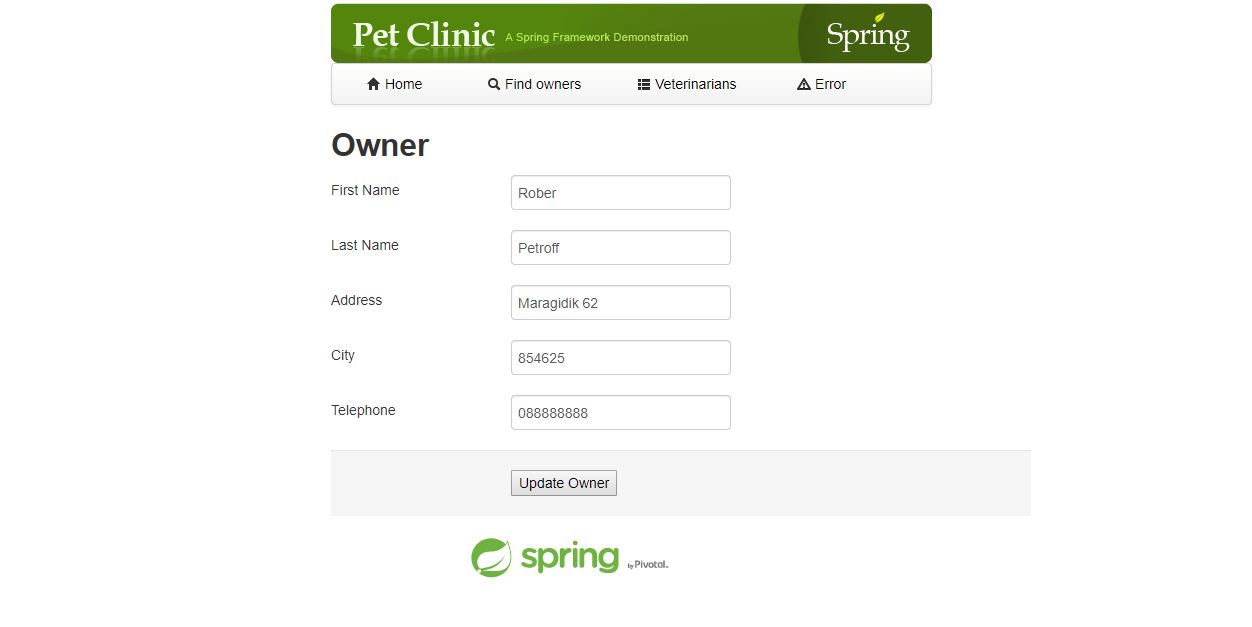 Pet Clinic A Spring Framework Demonstration Spring
Home Find owners Veterinarians Error
Owner
First Name Rober
Last Name Petroff
Address Maragidik 62
City 854625
Telephone 088888888
Update Owner
spring by Pivotal.